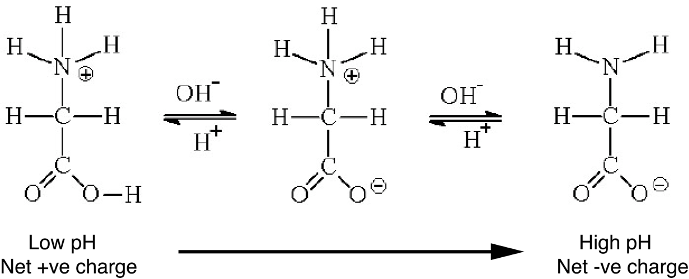 H
H H
N ⊕
H–C–H
C
O O–H
OH⁻
H⁺
H
H H
N ⊕
H–C–H
C
O O ⊖
OH⁻
H⁺
H H
N
H–C–H
C
O O ⊖
Low pH
Net +ve charge
High pH
Net -ve charge